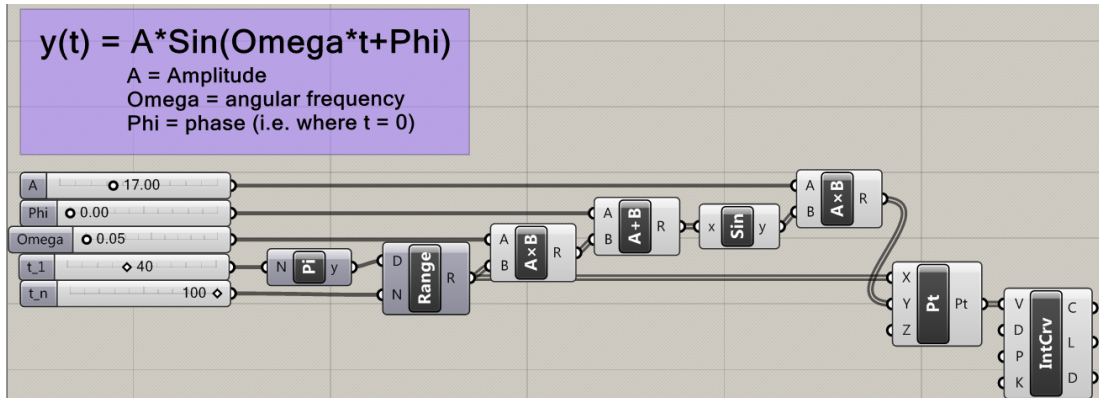 y(t) = A*Sin(Omega*t+Phi)
A = Amplitude
Omega = angular frequency
Phi = phase (i.e. where t = 0)
A 17.00
Phi 0.00
Omega 0.05
t_1 40
t_n 100
N Pi y
D N Range R
A B A×B R
A B A+B R
x Sin y
A B A×B R
X Y Z Pt Pt
V D P K IntCrv C L D